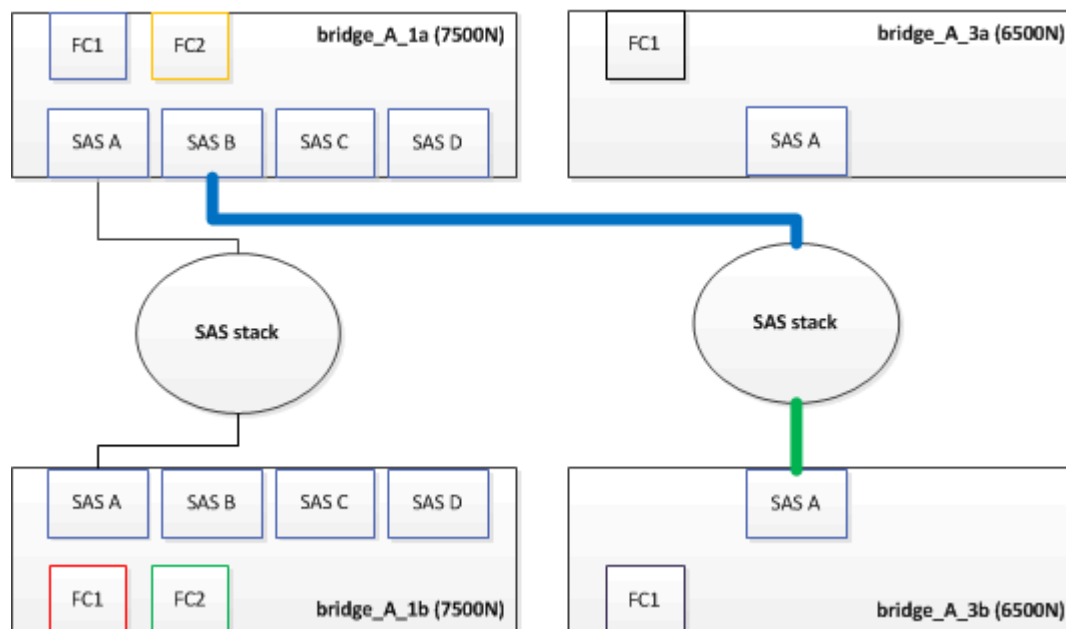 bridge_A_1a (7500N)
FC1
FC2
SAS A
SAS B
SAS C
SAS D
bridge_A_3a (6500N)
FC1
SAS A
SAS stack
SAS stack
SAS A
SAS B
SAS C
SAS D
FC1
FC2
bridge_A_1b (7500N)
SAS A
FC1
bridge_A_3b (6500N)